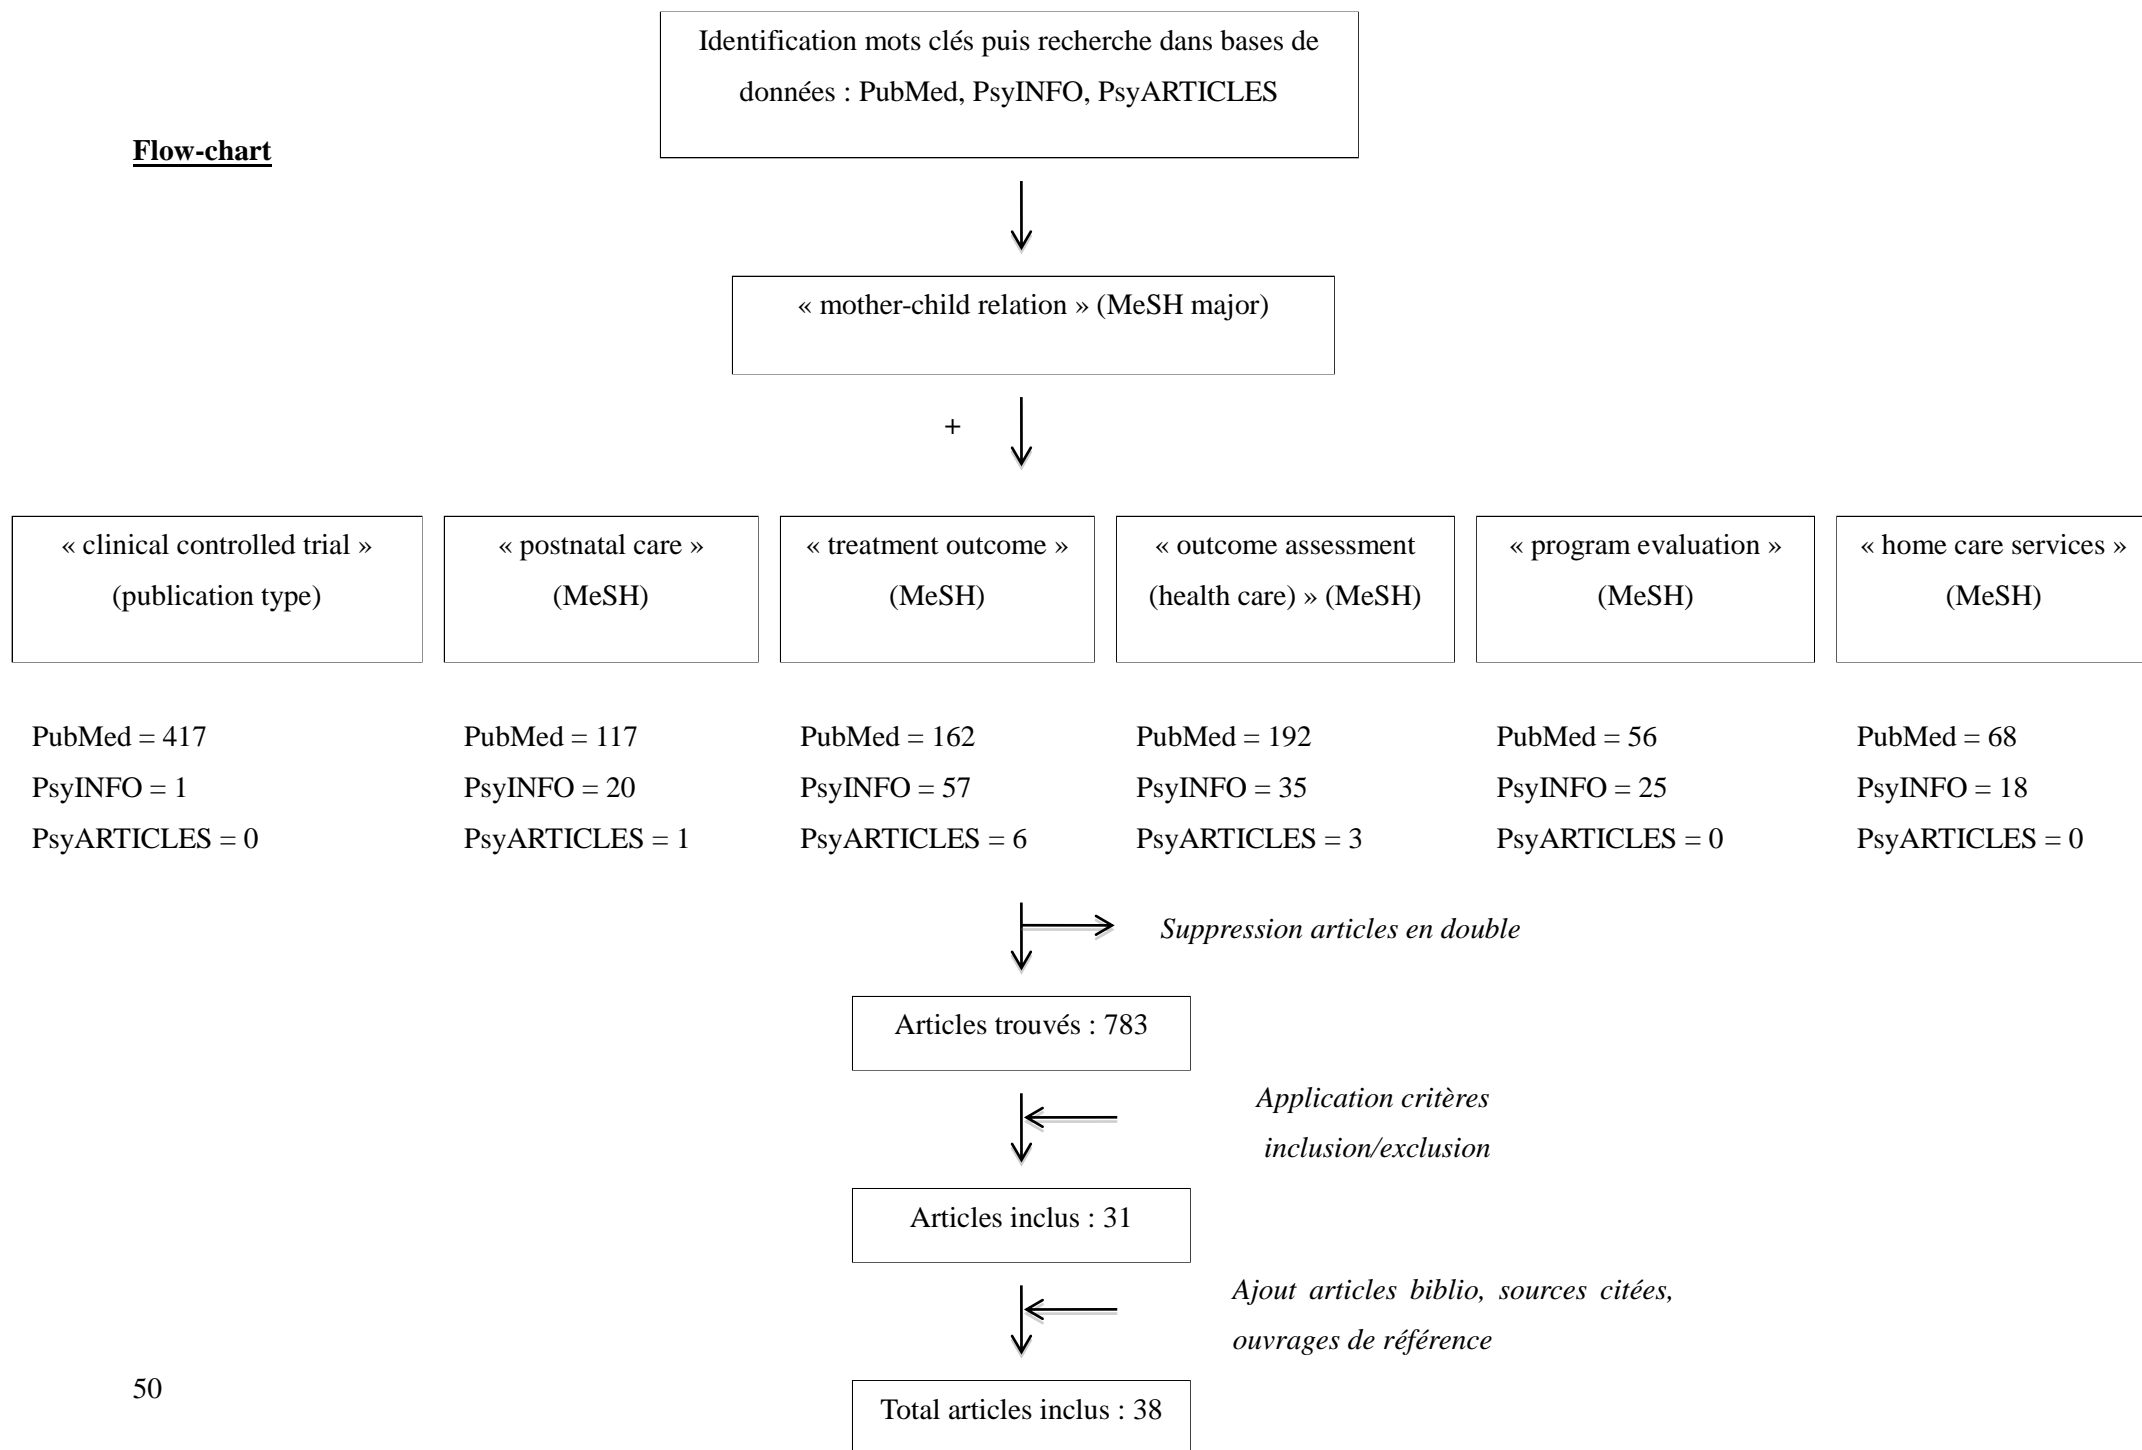 Identification mots clés puis recherche dans bases de
données : PubMed, PsyINFO, PsyARTICLES
Flow-chart
« mother-child relation » (MeSH major)
+
« clinical controlled trial »
(publication type)
« postnatal care »
(MeSH)
« treatment outcome »
(MeSH)
« outcome assessment
(health care) » (MeSH)
« program evaluation »
(MeSH)
« home care services »
(MeSH)
PubMed = 417
PsyINFO = 1
PsyARTICLES = 0
PubMed = 117
PsyINFO = 20
PsyARTICLES = 1
PubMed = 162
PsyINFO = 57
PsyARTICLES = 6
PubMed = 192
PsyINFO = 35
PsyARTICLES = 3
PubMed = 56
PsyINFO = 25
PsyARTICLES = 0
PubMed = 68
PsyINFO = 18
PsyARTICLES = 0
Suppression articles en double
Articles trouvés : 783
Application critères
inclusion/exclusion
Articles inclus : 31
Ajout articles biblio, sources citées,
ouvrages de référence
50
Total articles inclus : 38